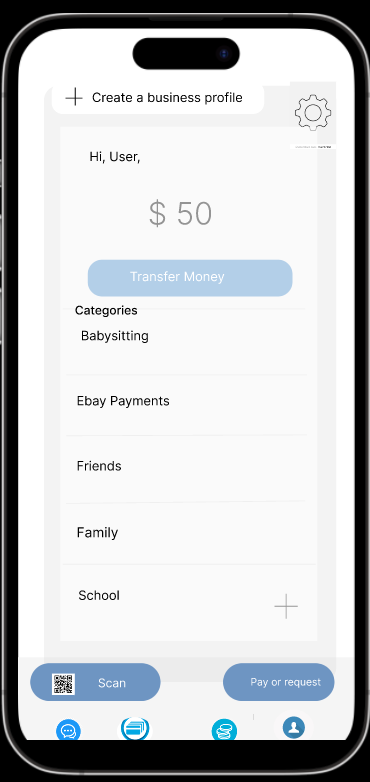 Create a business profile
Hi, User,
$ 50
Transfer Money
Categories
Babysitting
Ebay Payments
Friends
Family
School
Scan
Pay or request